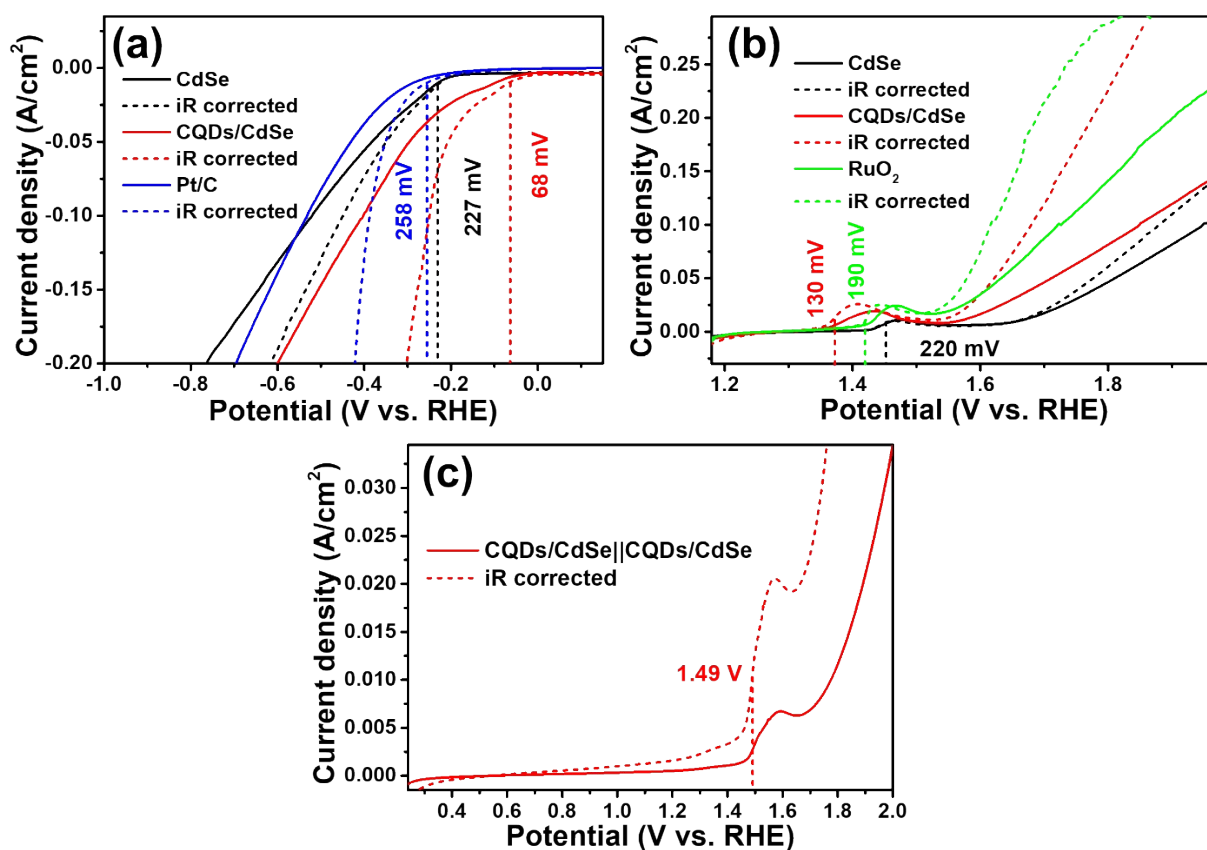 (a)
CdSe
iR corrected
CQDs/CdSe
iR corrected
Pt/C
iR corrected
258 mV
227 mV
68 mV
0.00
-0.05
-0.10
-0.15
-0.20
Current density (A/cm²)
-1.0 -0.8 -0.6 -0.4 -0.2 0.0
Potential (V vs. RHE)
(b)
CdSe
iR corrected
CQDs/CdSe
iR corrected
RuO₂
iR corrected
130 mV
190 mV
220 mV
0.25
0.20
0.15
0.10
0.05
0.00
Current density (A/cm²)
1.2 1.4 1.6 1.8
Potential (V vs. RHE)
(c)
CQDs/CdSe||CQDs/CdSe
iR corrected
1.49 V
0.030
0.025
0.020
0.015
0.010
0.005
0.000
Current density (A/cm²)
0.4 0.6 0.8 1.0 1.2 1.4 1.6 1.8 2.0
Potential (V vs. RHE)